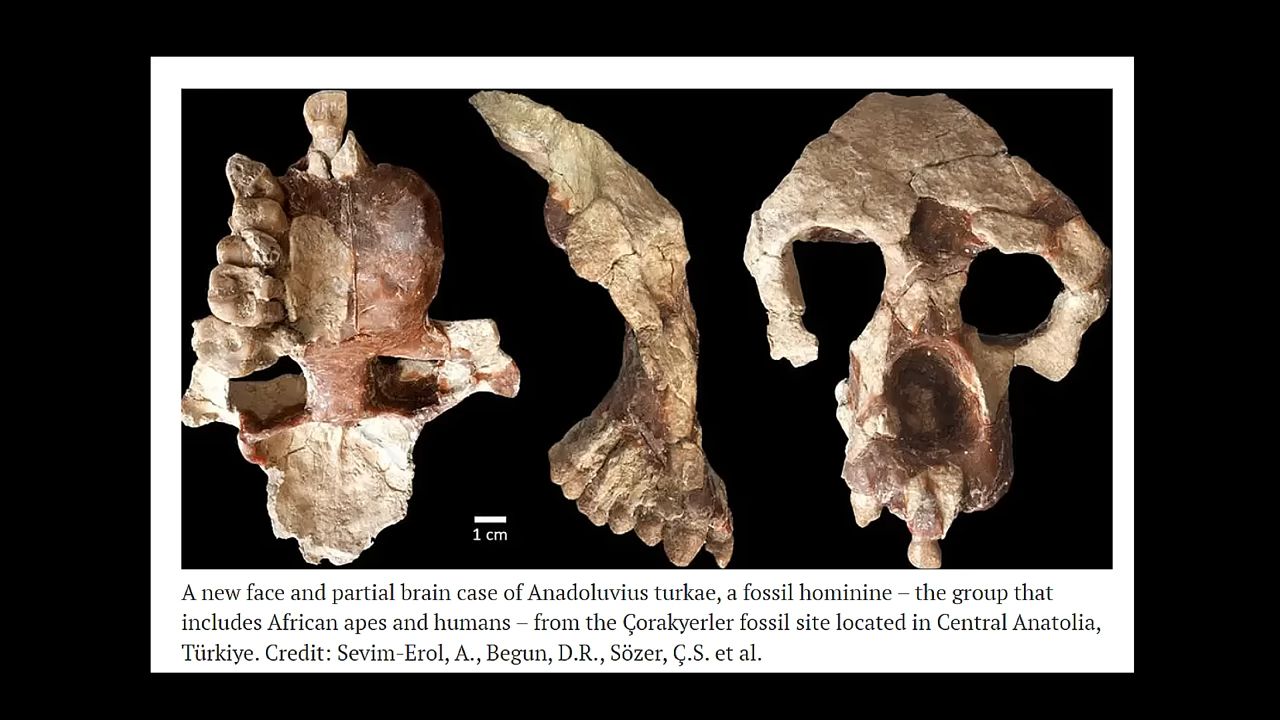 1 cm
A new face and partial brain case of Anadoluvius turkae, a fossil hominine – the group that
includes African apes and humans – from the Çorakyerler fossil site located in Central Anatolia,
Türkiye. Credit: Sevim-Erol, A., Begun, D.R., Sözer, Ç.S. et al.